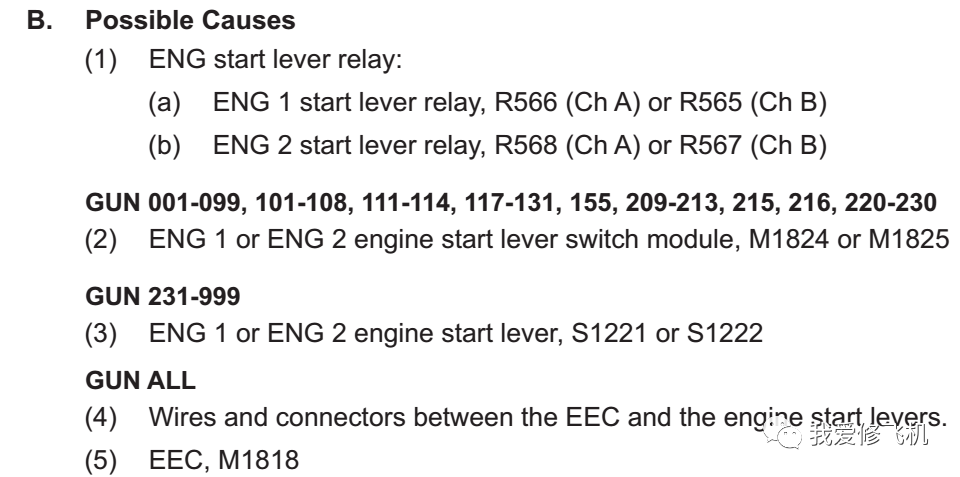 B. Possible Causes
(1) ENG start lever relay:
(a) ENG 1 start lever relay, R566 (Ch A) or R565 (Ch B)
(b) ENG 2 start lever relay, R568 (Ch A) or R567 (Ch B)
GUN 001-099, 101-108, 111-114, 117-131, 155, 209-213, 215, 216, 220-230
(2) ENG 1 or ENG 2 engine start lever switch module, M1824 or M1825
GUN 231-999
(3) ENG 1 or ENG 2 engine start lever, S1221 or S1222
GUN ALL
(4) Wires and connectors between the EEC and the engine start levers.
我爱修飞机
(5) EEC, M1818